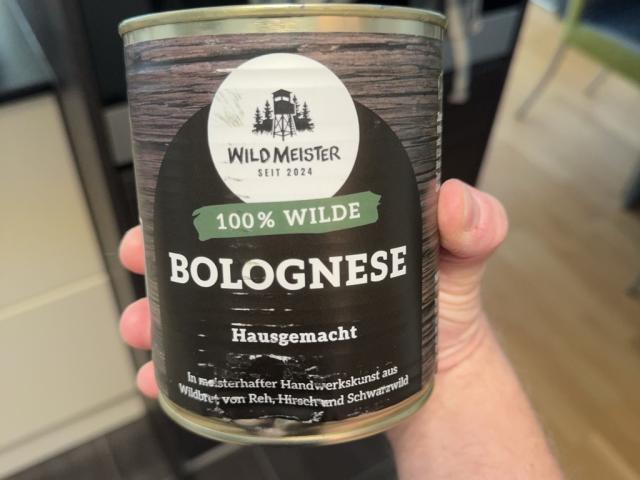 WILDMEISTER
SEIT 2024
100% WILDE
BOLOGNESE
Hausgemacht
In meisterhafter Handwerkskunst aus
Wildbret von Reh, Hirsch und Schwarzwild